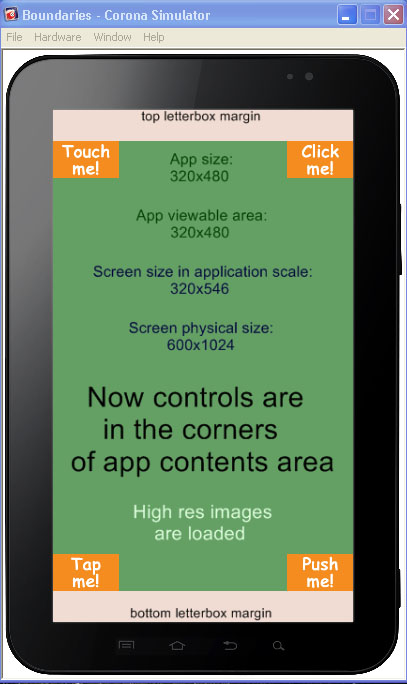 Boundaries - Corona Simulator
File Hardware Window Help
top letterbox margin
Touch
me!
Click
me!
App size:
320x480
App viewable area:
320x480
Screen size in application scale:
320x546
Screen physical size:
600x1024
Now controls are
in the corners
of app contents area
High res images
are loaded
Tap
me!
Push
me!
bottom letterbox margin